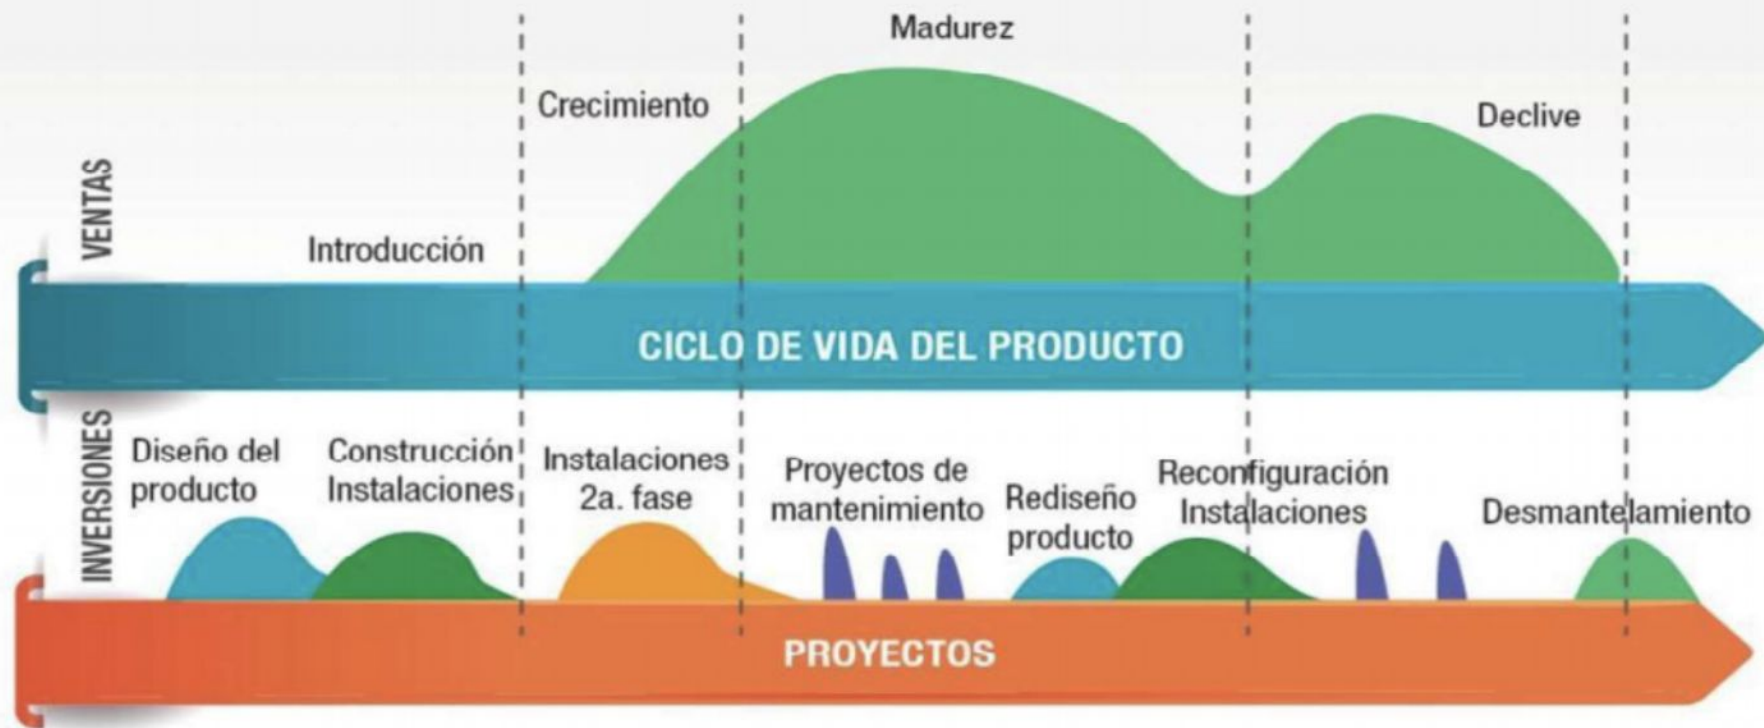 Madurez
Crecimiento
Declive
VENTAS
Introducción
CICLO DE VIDA DEL PRODUCTO
INVERSIONES
Diseño del
producto
Construcción
Instalaciones
Instalaciones
2a. fase
Proyectos de
mantenimiento
Rediseño
producto
Reconfiguración
Instalaciones
Desmantelamiento
PROYECTOS